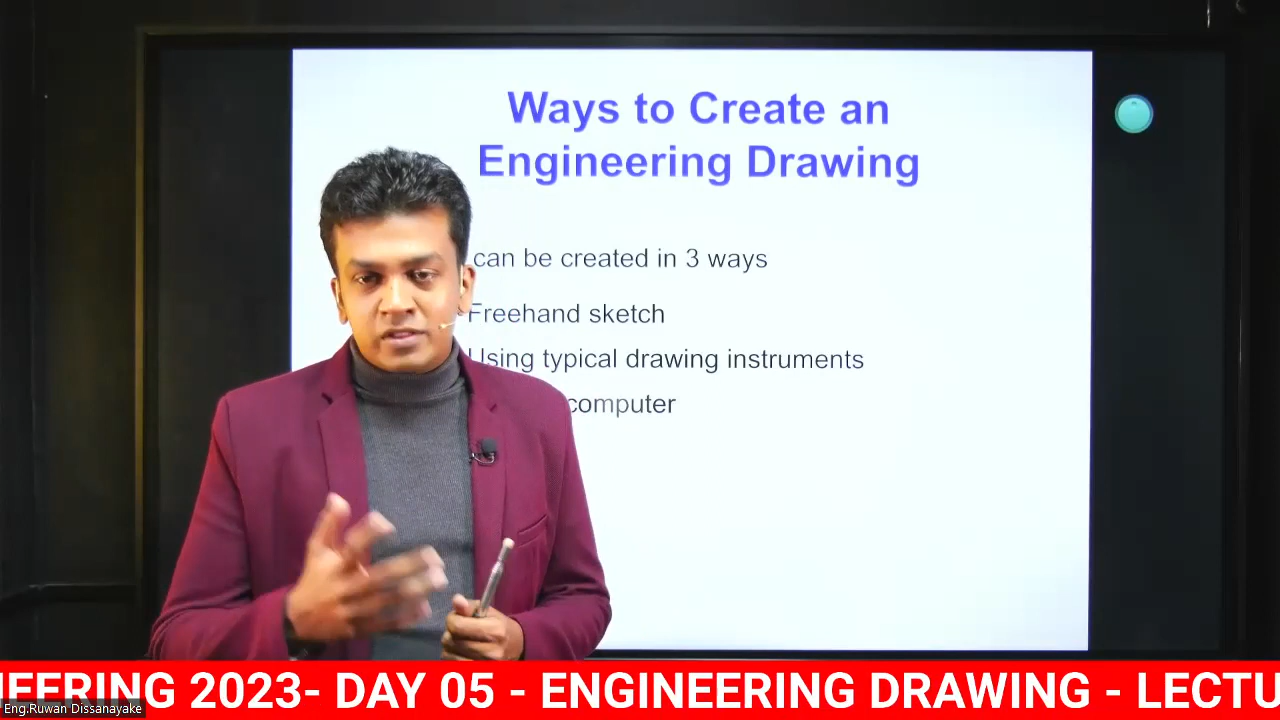 Ways to Create an
Engineering Drawing
can be created in 3 ways
Freehand sketch
Using typical drawing instruments
computer
NEERING 2023- DAY 05 - ENGINEERING DRAWING - LECTU
Eng.Ruwan Dissanayake